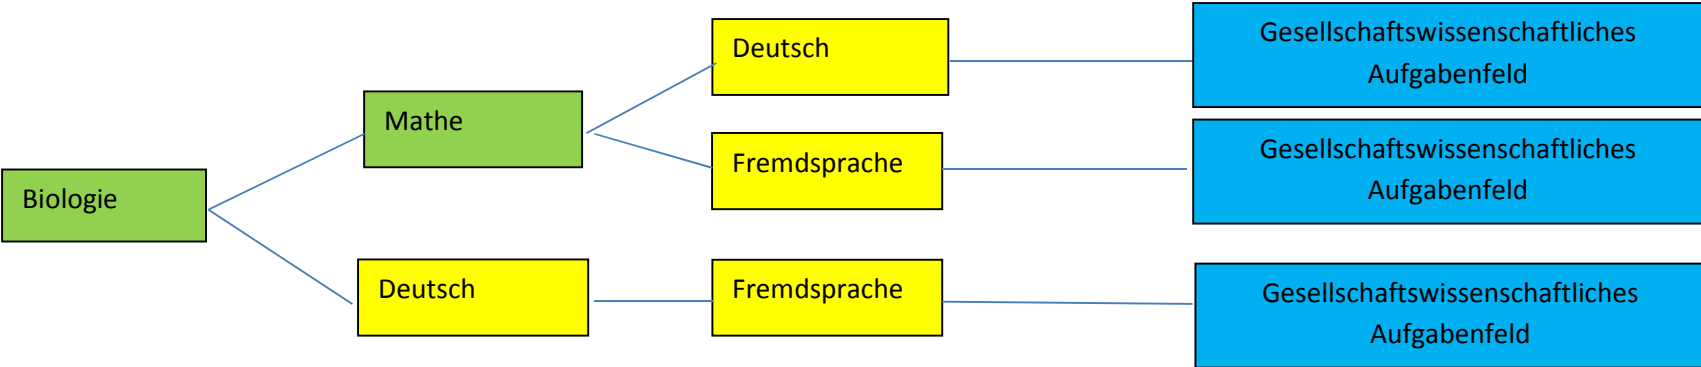 Deutsch
Gesellschaftswissenschaftliches
Aufgabenfeld
Mathe
Fremdsprache
Gesellschaftswissenschaftliches
Aufgabenfeld
Biologie
Deutsch
Fremdsprache
Gesellschaftswissenschaftliches
Aufgabenfeld